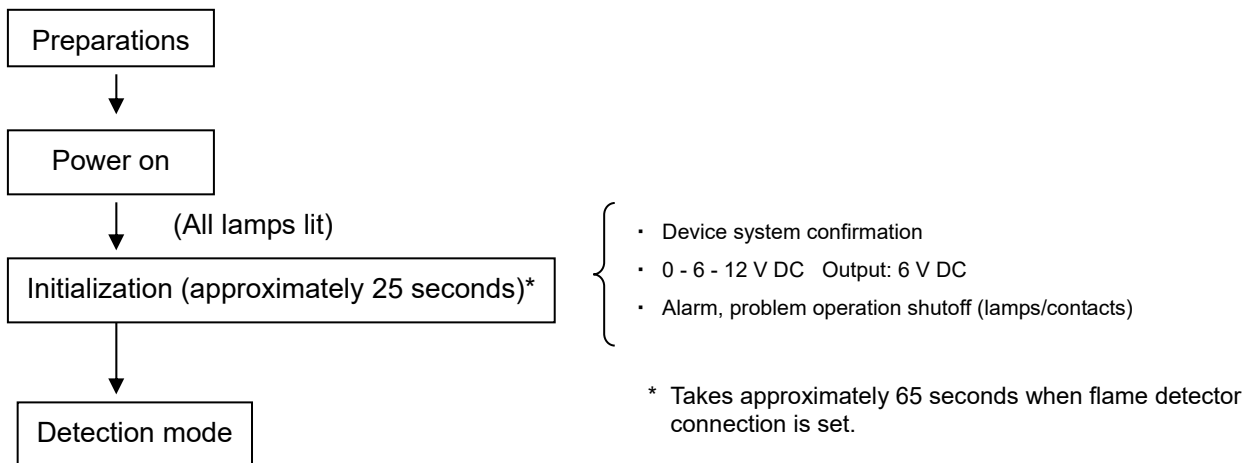 Preparations
Power on
(All lamps lit)
Initialization (approximately 25 seconds)*
・ Device system confirmation
・ 0 - 6 - 12 V DC Output: 6 V DC
・ Alarm, problem operation shutoff (lamps/contacts)
* Takes approximately 65 seconds when flame detector
connection is set.
Detection mode